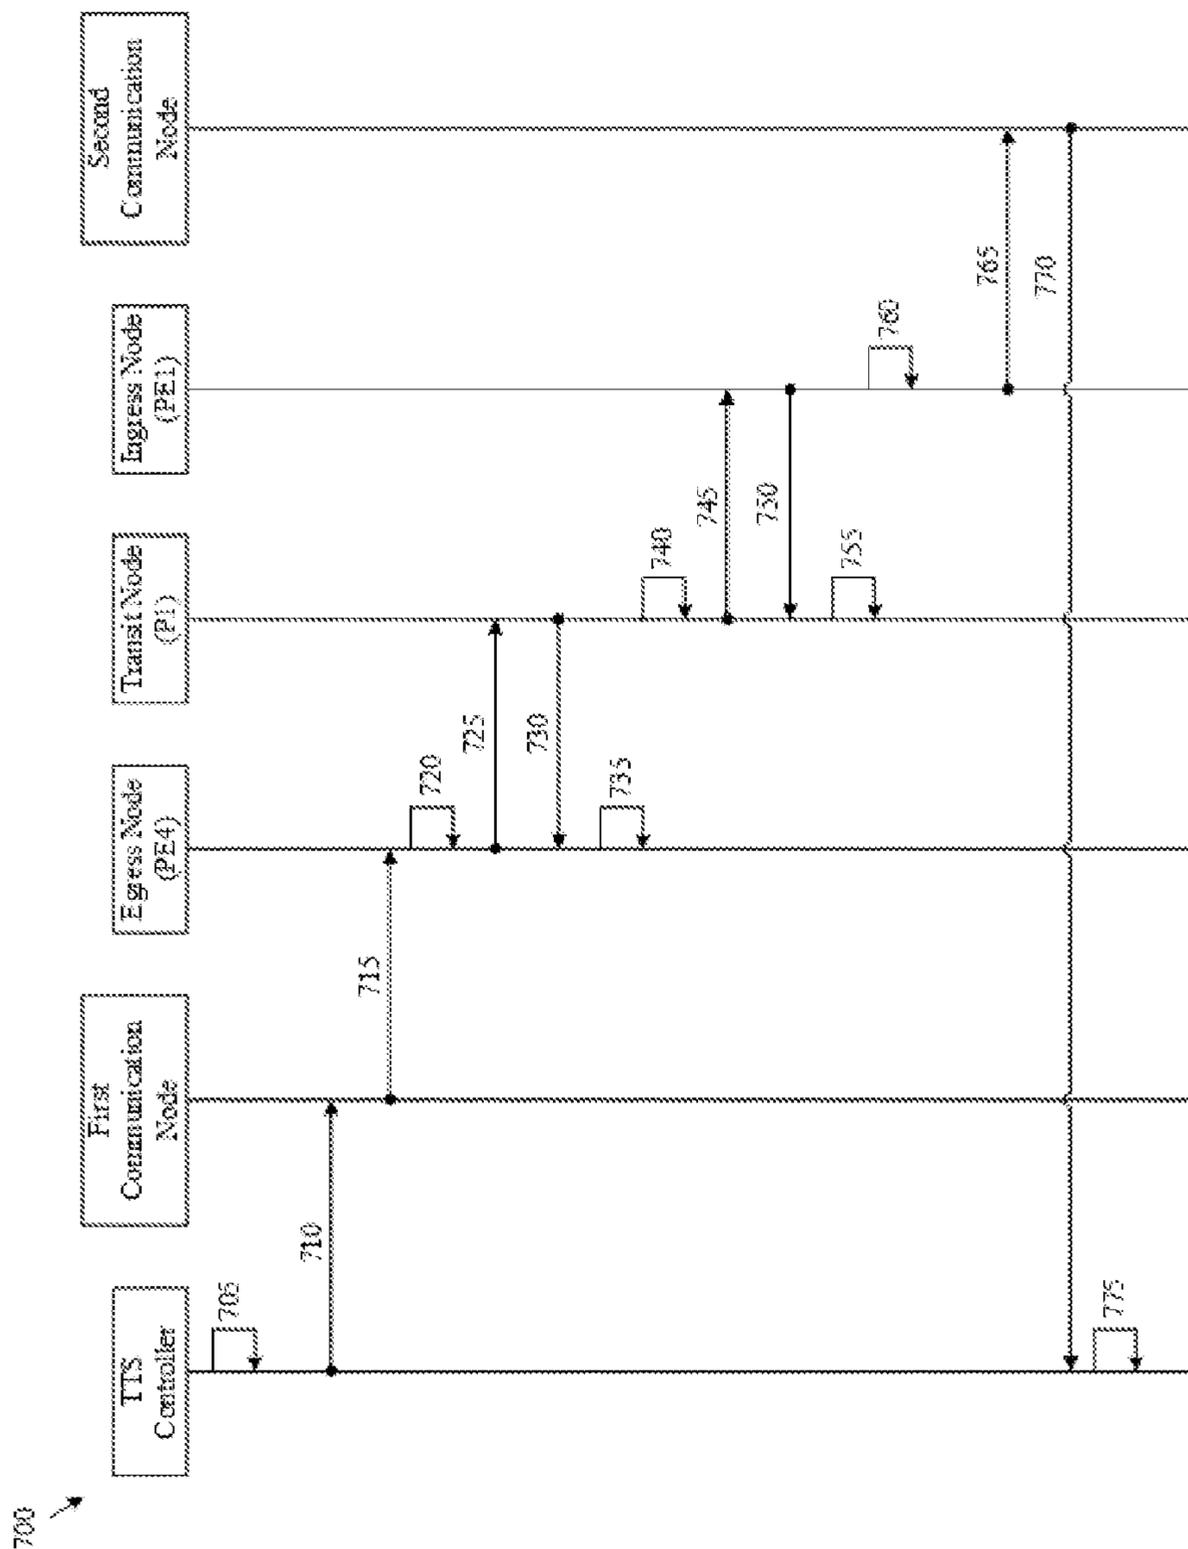 700
TTS
Controller
First
Communication
Node
Egress Node
(PE4)
Transit Node
(P1)
Ingress Node
(PE1)
Second
Communication
Node
705
710
715
720
725
730
735
740
745
750
755
760
765
770
775